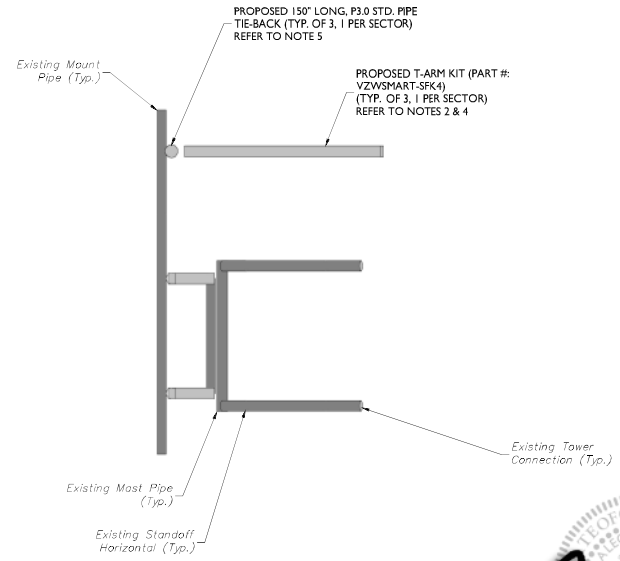 PROPOSED 150" LONG, P3.0 STD. PIPE
TIE-BACK (TYP. OF 3, 1 PER SECTOR)
REFER TO NOTE 5
Existing Mount
Pipe (Typ.)
PROPOSED T-ARM KIT (PART #:
VZWSMART-SFK4)
(TYP. OF 3, 1 PER SECTOR)
REFER TO NOTES 2 & 4
Existing Tower
Connection (Typ.)
Existing Mast Pipe
(Typ.)
Existing Standoff
Horizontal (Typ.)